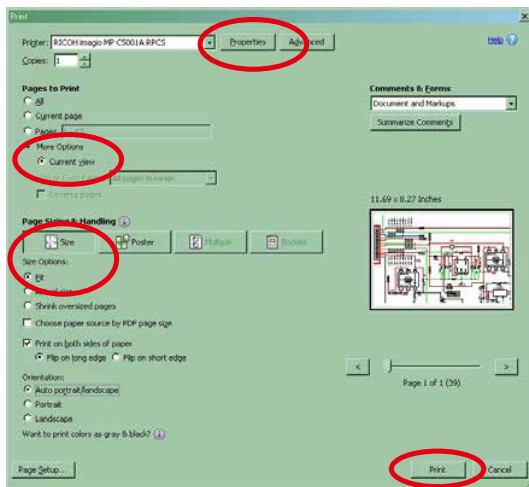 Print
Printer: RICOH imagio MP C5001A RPCS Properties Advanced Help
Copies: 1
Pages to Print
All
Current page
Pages
More Options
Current view
All pages in range
Reverse pages
Comments & Forms
Document and Markups
Summarize Comments
11.69 x 8.27 Inches
Page Sizing & Handling
Size Poster Multiple Booklet
Size Options:
Fit
Shrink oversized pages
Choose paper source by PDF page size
Print on both sides of paper
Flip on long edge Flip on short edge
Orientation:
Auto portrait/landscape
Portrait
Landscape
Want to print colors as gray & black?
< >
Page 1 of 1 (39)
Page Setup... Print Cancel